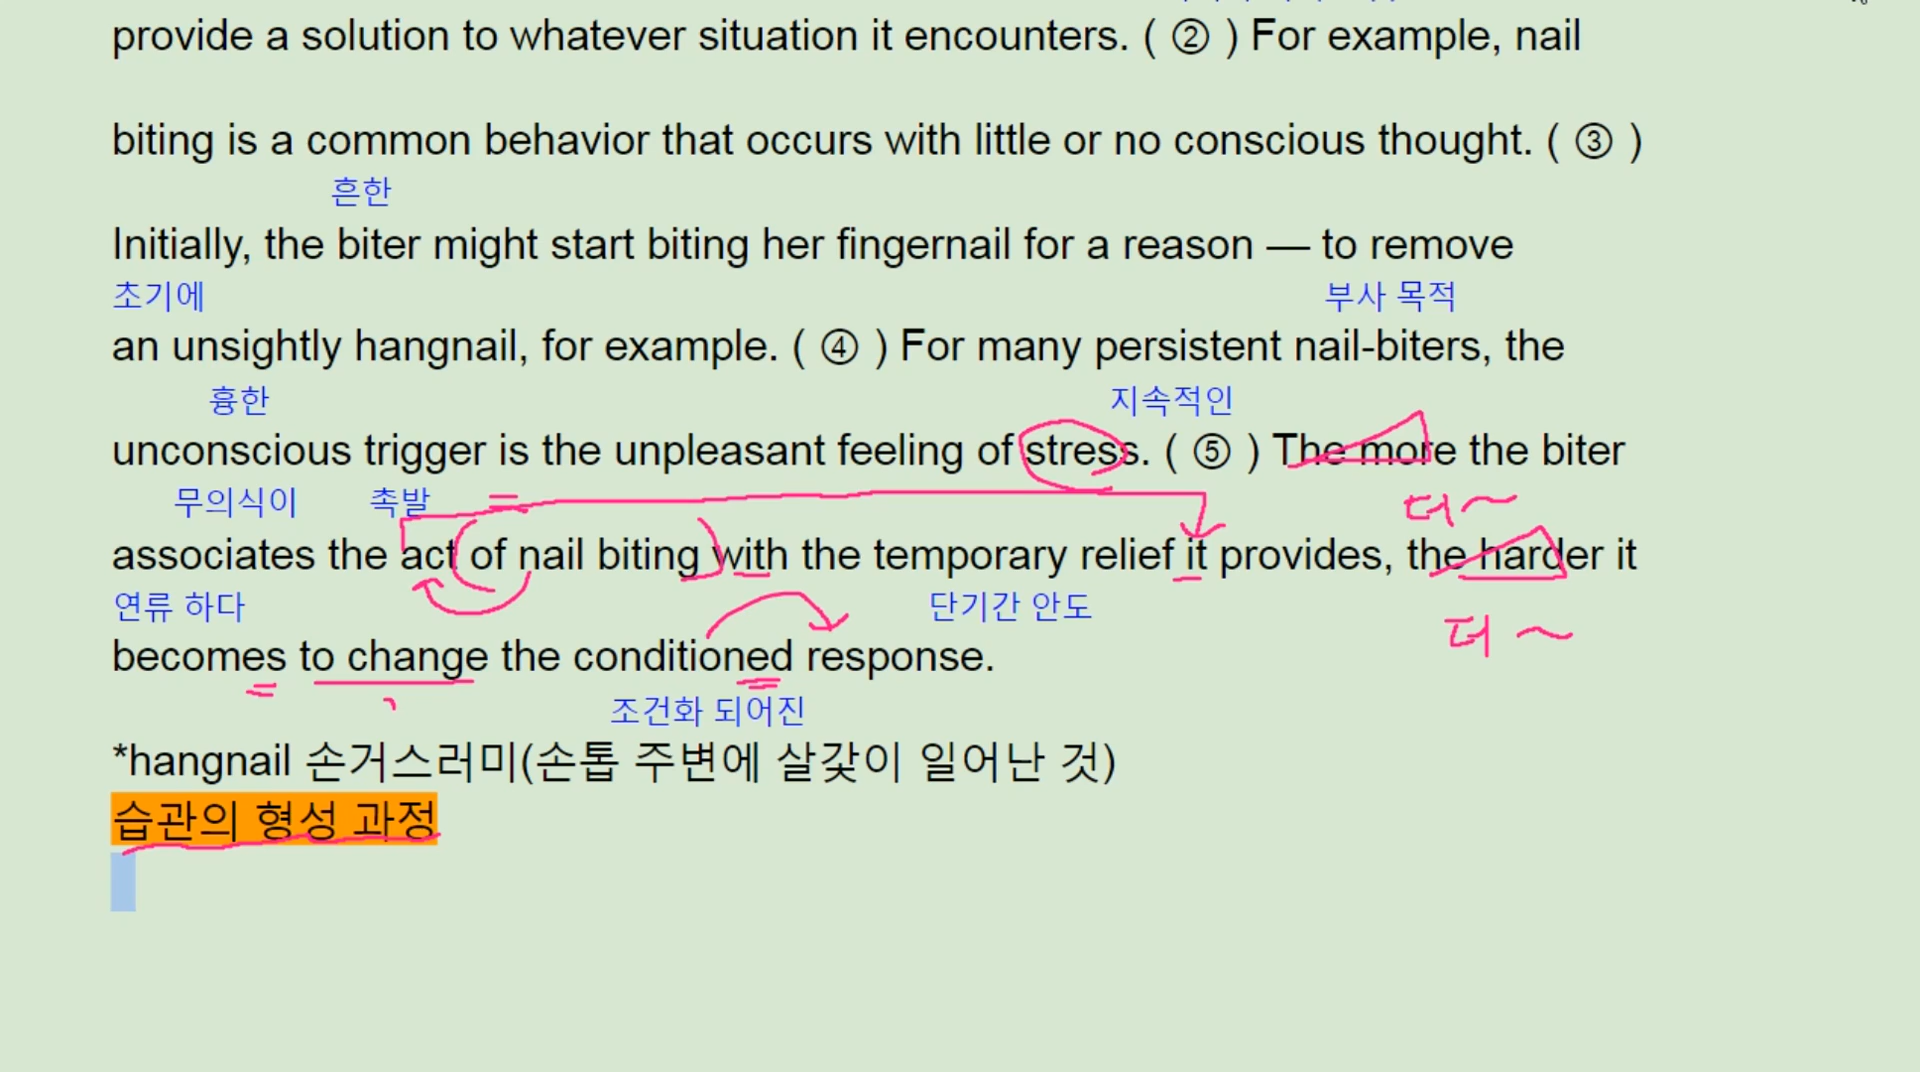 provide a solution to whatever situation it encounters. ( ② ) For example, nail
biting is a common behavior that occurs with little or no conscious thought. ( ③ )
흔한
Initially, the biter might start biting her fingernail for a reason — to remove
초기에 부사 목적
an unsightly hangnail, for example. ( ④ ) For many persistent nail-biters, the
흉한 지속적인
unconscious trigger is the unpleasant feeling of stress. ( ⑤ ) The more the biter
무의식이 촉발 더~
associates the act of nail biting with the temporary relief it provides, the harder it
연류 하다 단기간 안도 더 ~
becomes to change the conditioned response.
조건화 되어진
*hangnail 손거스러미(손톱 주변에 살갗이 일어난 것)
습관의 형성 과정